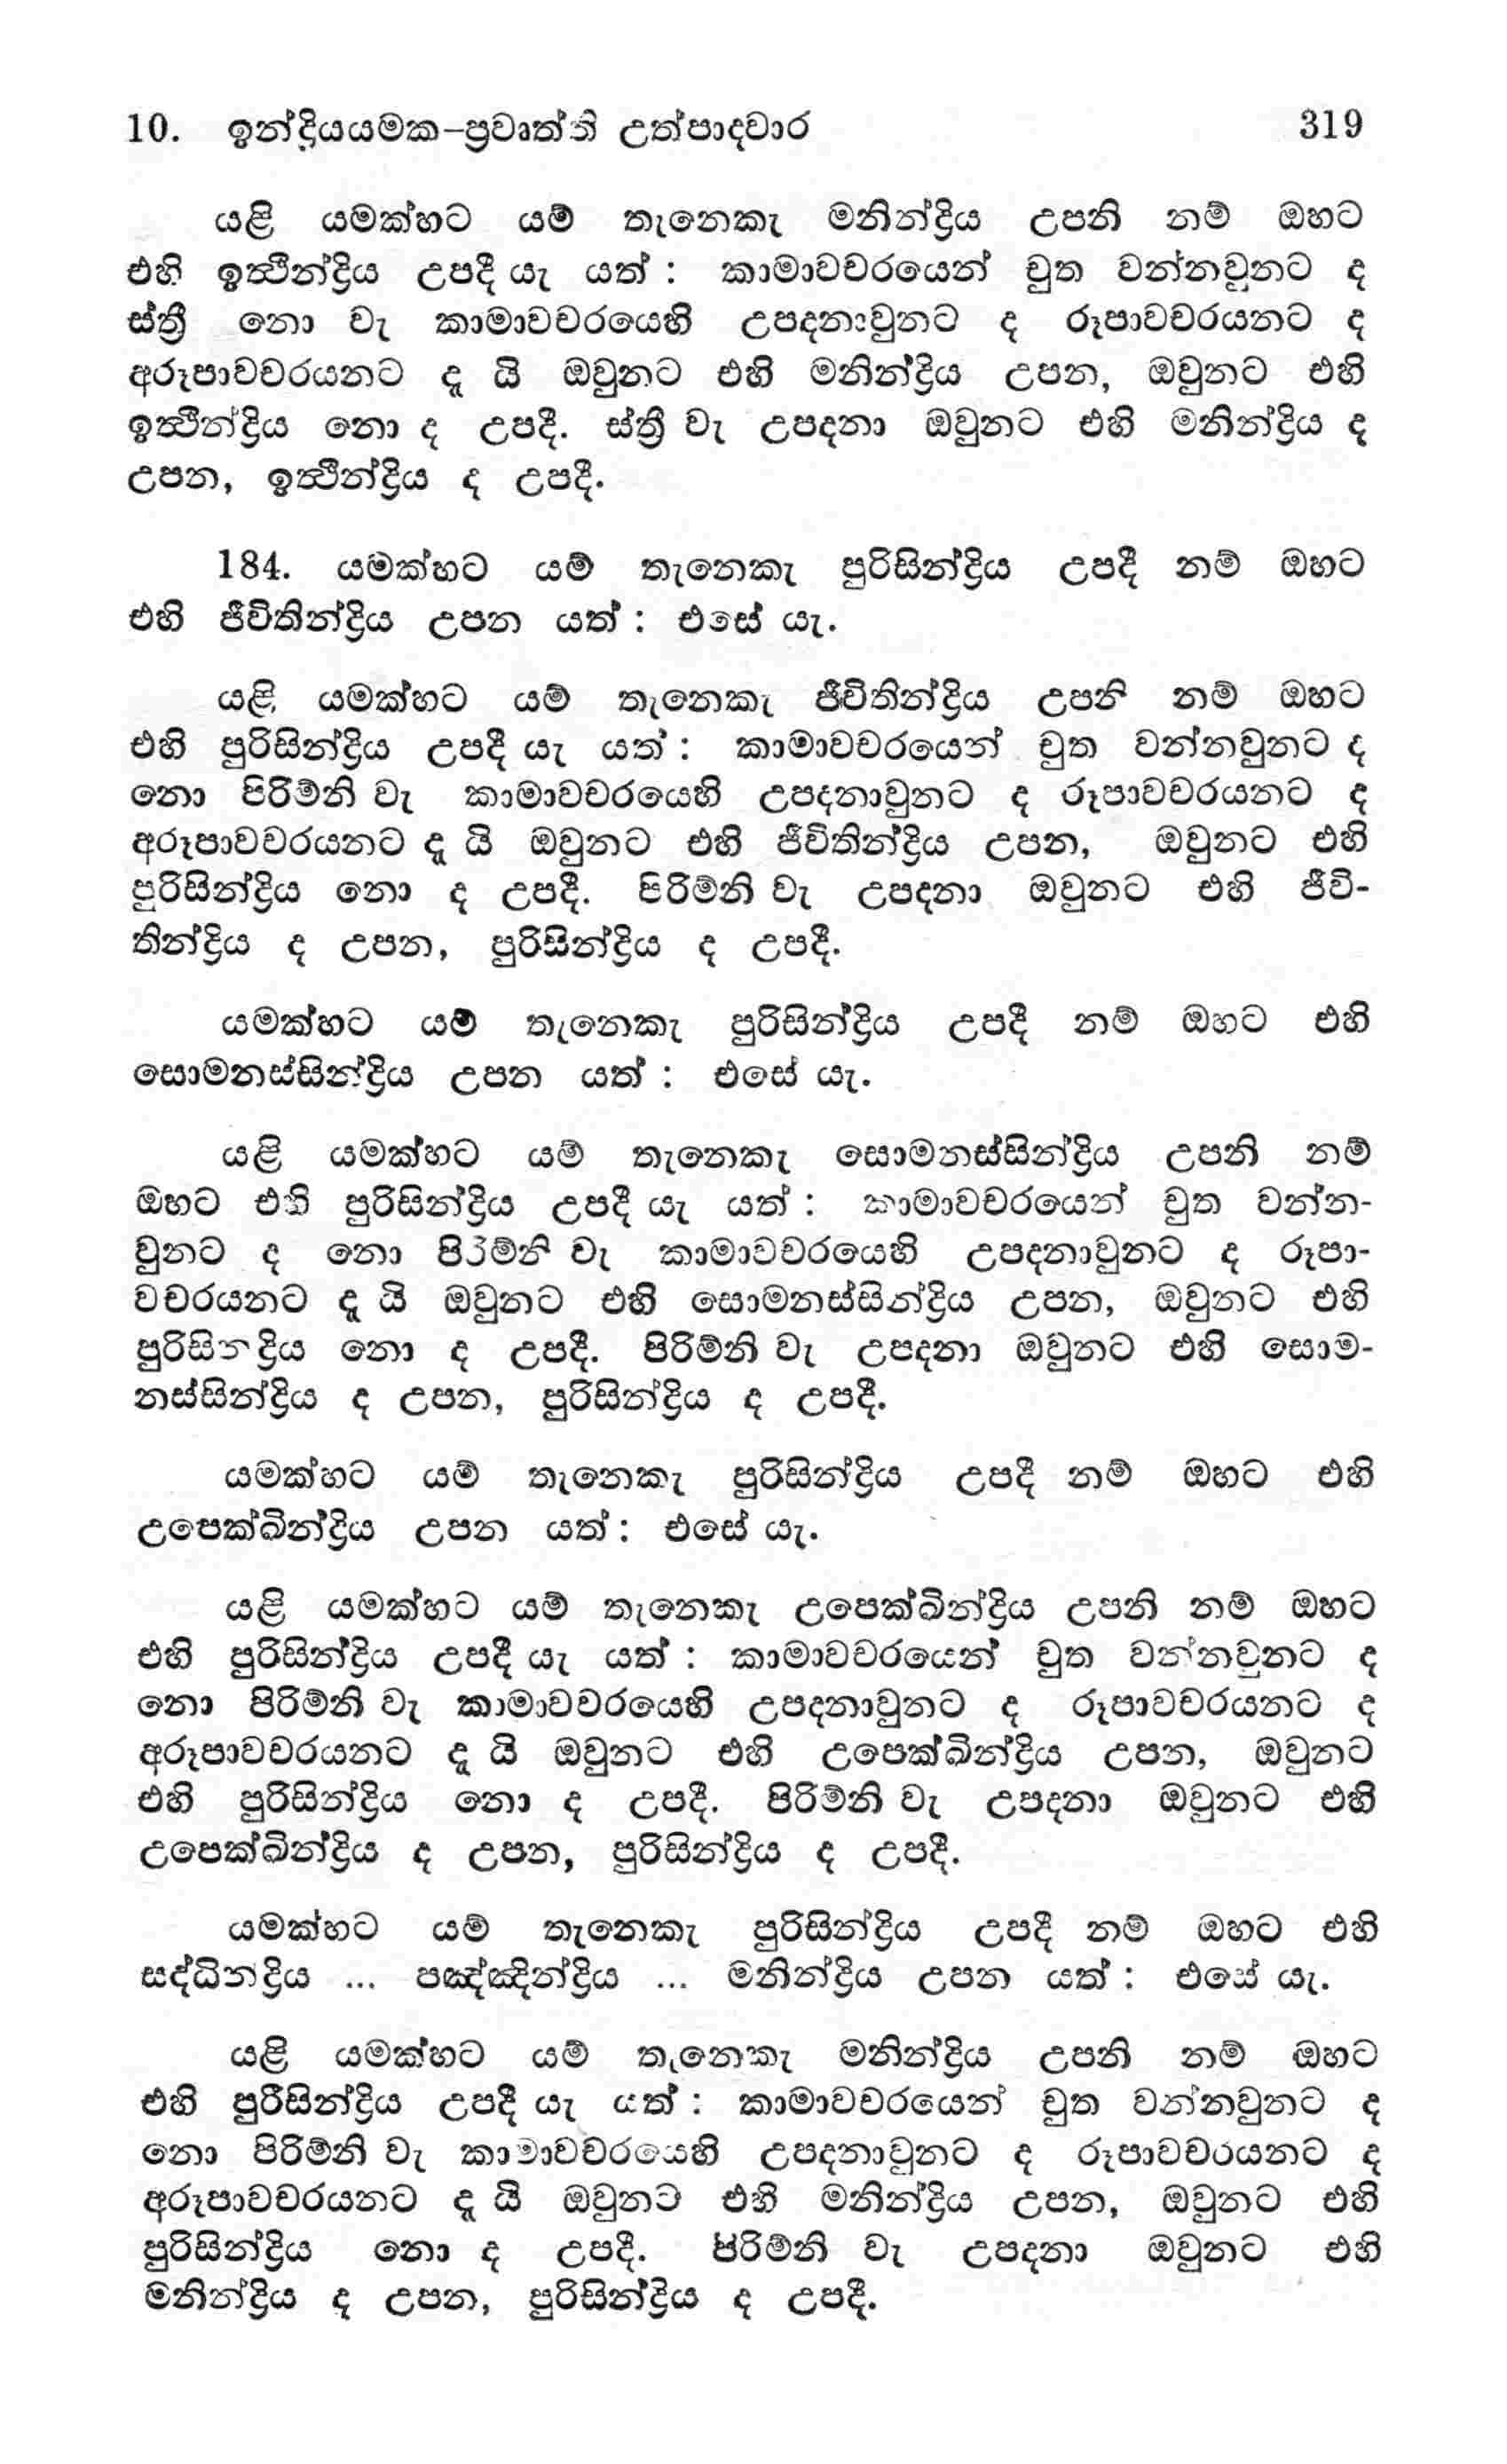 10. ඉන්ද්‍රියයමක-ප්‍රවෘත්ති උත්පාදවාර 319
යළි යමක්හට යම් තැනෙකැ මනින්ද්‍රිය උපනි නම් ඔහට
එහි ඉත්‍ථීන්ද්‍රිය උපදී යැ යත් : කාමාවචරයෙන් චුත වන්නවුනට ද
ස්ත්‍රී නො වැ කාමාවචරයෙහි උපදනාවුනට ද රූපාවචරයනට ද
අරූපාවචරයනට දැ යි ඔවුනට එහි මනින්ද්‍රිය උපන, ඔවුනට එහි
ඉත්‍ථීන්ද්‍රිය නො ද උපදී. ස්ත්‍රී වැ උපදනා ඔවුනට එහි මනින්ද්‍රිය ද
උපන, ඉත්‍ථීන්ද්‍රිය ද උපදී.
184. යමක්හට යම් තැනෙකැ පුරිසින්ද්‍රිය උපදී නම් ඔහට
එහි ජීවිතින්ද්‍රිය උපන යත් : එසේ යැ.
යළි යමක්හට යම් තැනෙකැ ජීවිතින්ද්‍රිය උපනි නම් ඔහට
එහි පුරිසින්ද්‍රිය උපදී යැ යත් : කාමාවචරයෙන් චුත වන්නවුනට ද
නො පිරිම්නි වැ කාමාවචරයෙහි උපදනාවුනට ද රූපාවචරයනට ද
අරූපාවචරයනට දැ යි ඔවුනට එහි ජීවිතින්ද්‍රිය උපන, ඔවුනට එහි
පුරිසින්ද්‍රිය නො ද උපදී. පිරිම්නි වැ උපදනා ඔවුනට එහි ජීවි-
තින්ද්‍රිය ද උපන, පුරිසින්ද්‍රිය ද උපදී.
යමක්හට යම් තැනෙකැ පුරිසින්ද්‍රිය උපදී නම් ඔහට එහි
සොමනස්සින්ද්‍රිය උපන යත් : එසේ යැ.
යළි යමක්හට යම් තැනෙකැ සොමනස්සින්ද්‍රිය උපනි නම්
ඔහට එහි පුරිසින්ද්‍රිය උපදී යැ යත් : කාමාවචරයෙන් චුත වන්න-
වුනට ද නො පිරිම්නි වැ කාමාවචරයෙහි උපදනාවුනට ද රූපා-
වචරයනට දැ යි ඔවුනට එහි සොමනස්සින්ද්‍රිය උපන, ඔවුනට එහි
පුරිසින්ද්‍රිය නො ද උපදී. පිරිම්නි වැ උපදනා ඔවුනට එහි සොම-
නස්සින්ද්‍රිය ද උපන, පුරිසින්ද්‍රිය ද උපදී.
යමක්හට යම් තැනෙකැ පුරිසින්ද්‍රිය උපදී නම් ඔහට එහි
උපෙක්ඛින්ද්‍රිය උපන යත් : එසේ යැ.
යළි යමක්හට යම් තැනෙකැ උපෙක්ඛින්ද්‍රිය උපනි නම් ඔහට
එහි පුරිසින්ද්‍රිය උපදී යැ යත් : කාමාවචරයෙන් චුත වන්නවුනට ද
නො පිරිම්නි වැ කාමාවචරයෙහි උපදනාවුනට ද රූපාවචරයනට ද
අරූපාවචරයනට දැ යි ඔවුනට එහි උපෙක්ඛින්ද්‍රිය උපන, ඔවුනට
එහි පුරිසින්ද්‍රිය නො ද උපදී. පිරිම්නි වැ උපදනා ඔවුනට එහි
උපෙක්ඛින්ද්‍රිය ද උපන, පුරිසින්ද්‍රිය ද උපදී.
යමක්හට යම් තැනෙකැ පුරිසින්ද්‍රිය උපදී නම් ඔහට එහි
සද්ධින්ද්‍රිය ... පඤ්ඤින්ද්‍රිය ... මනින්ද්‍රිය උපන යත් : එසේ යැ.
යළි යමක්හට යම් තැනෙකැ මනින්ද්‍රිය උපනි නම් ඔහට
එහි පුරිසින්ද්‍රිය උපදී යැ යත් : කාමාවචරයෙන් චුත වන්නවුනට ද
නො පිරිම්නි වැ කාමාවචරයෙහි උපදනාවුනට ද රූපාවචරයනට ද
අරූපාවචරයනට දැ යි ඔවුනට එහි මනින්ද්‍රිය උපන, ඔවුනට එහි
පුරිසින්ද්‍රිය නො ද උපදී. පිරිම්නි වැ උපදනා ඔවුනට එහි
මනින්ද්‍රිය ද උපන, පුරිසින්ද්‍රිය ද උපදී.